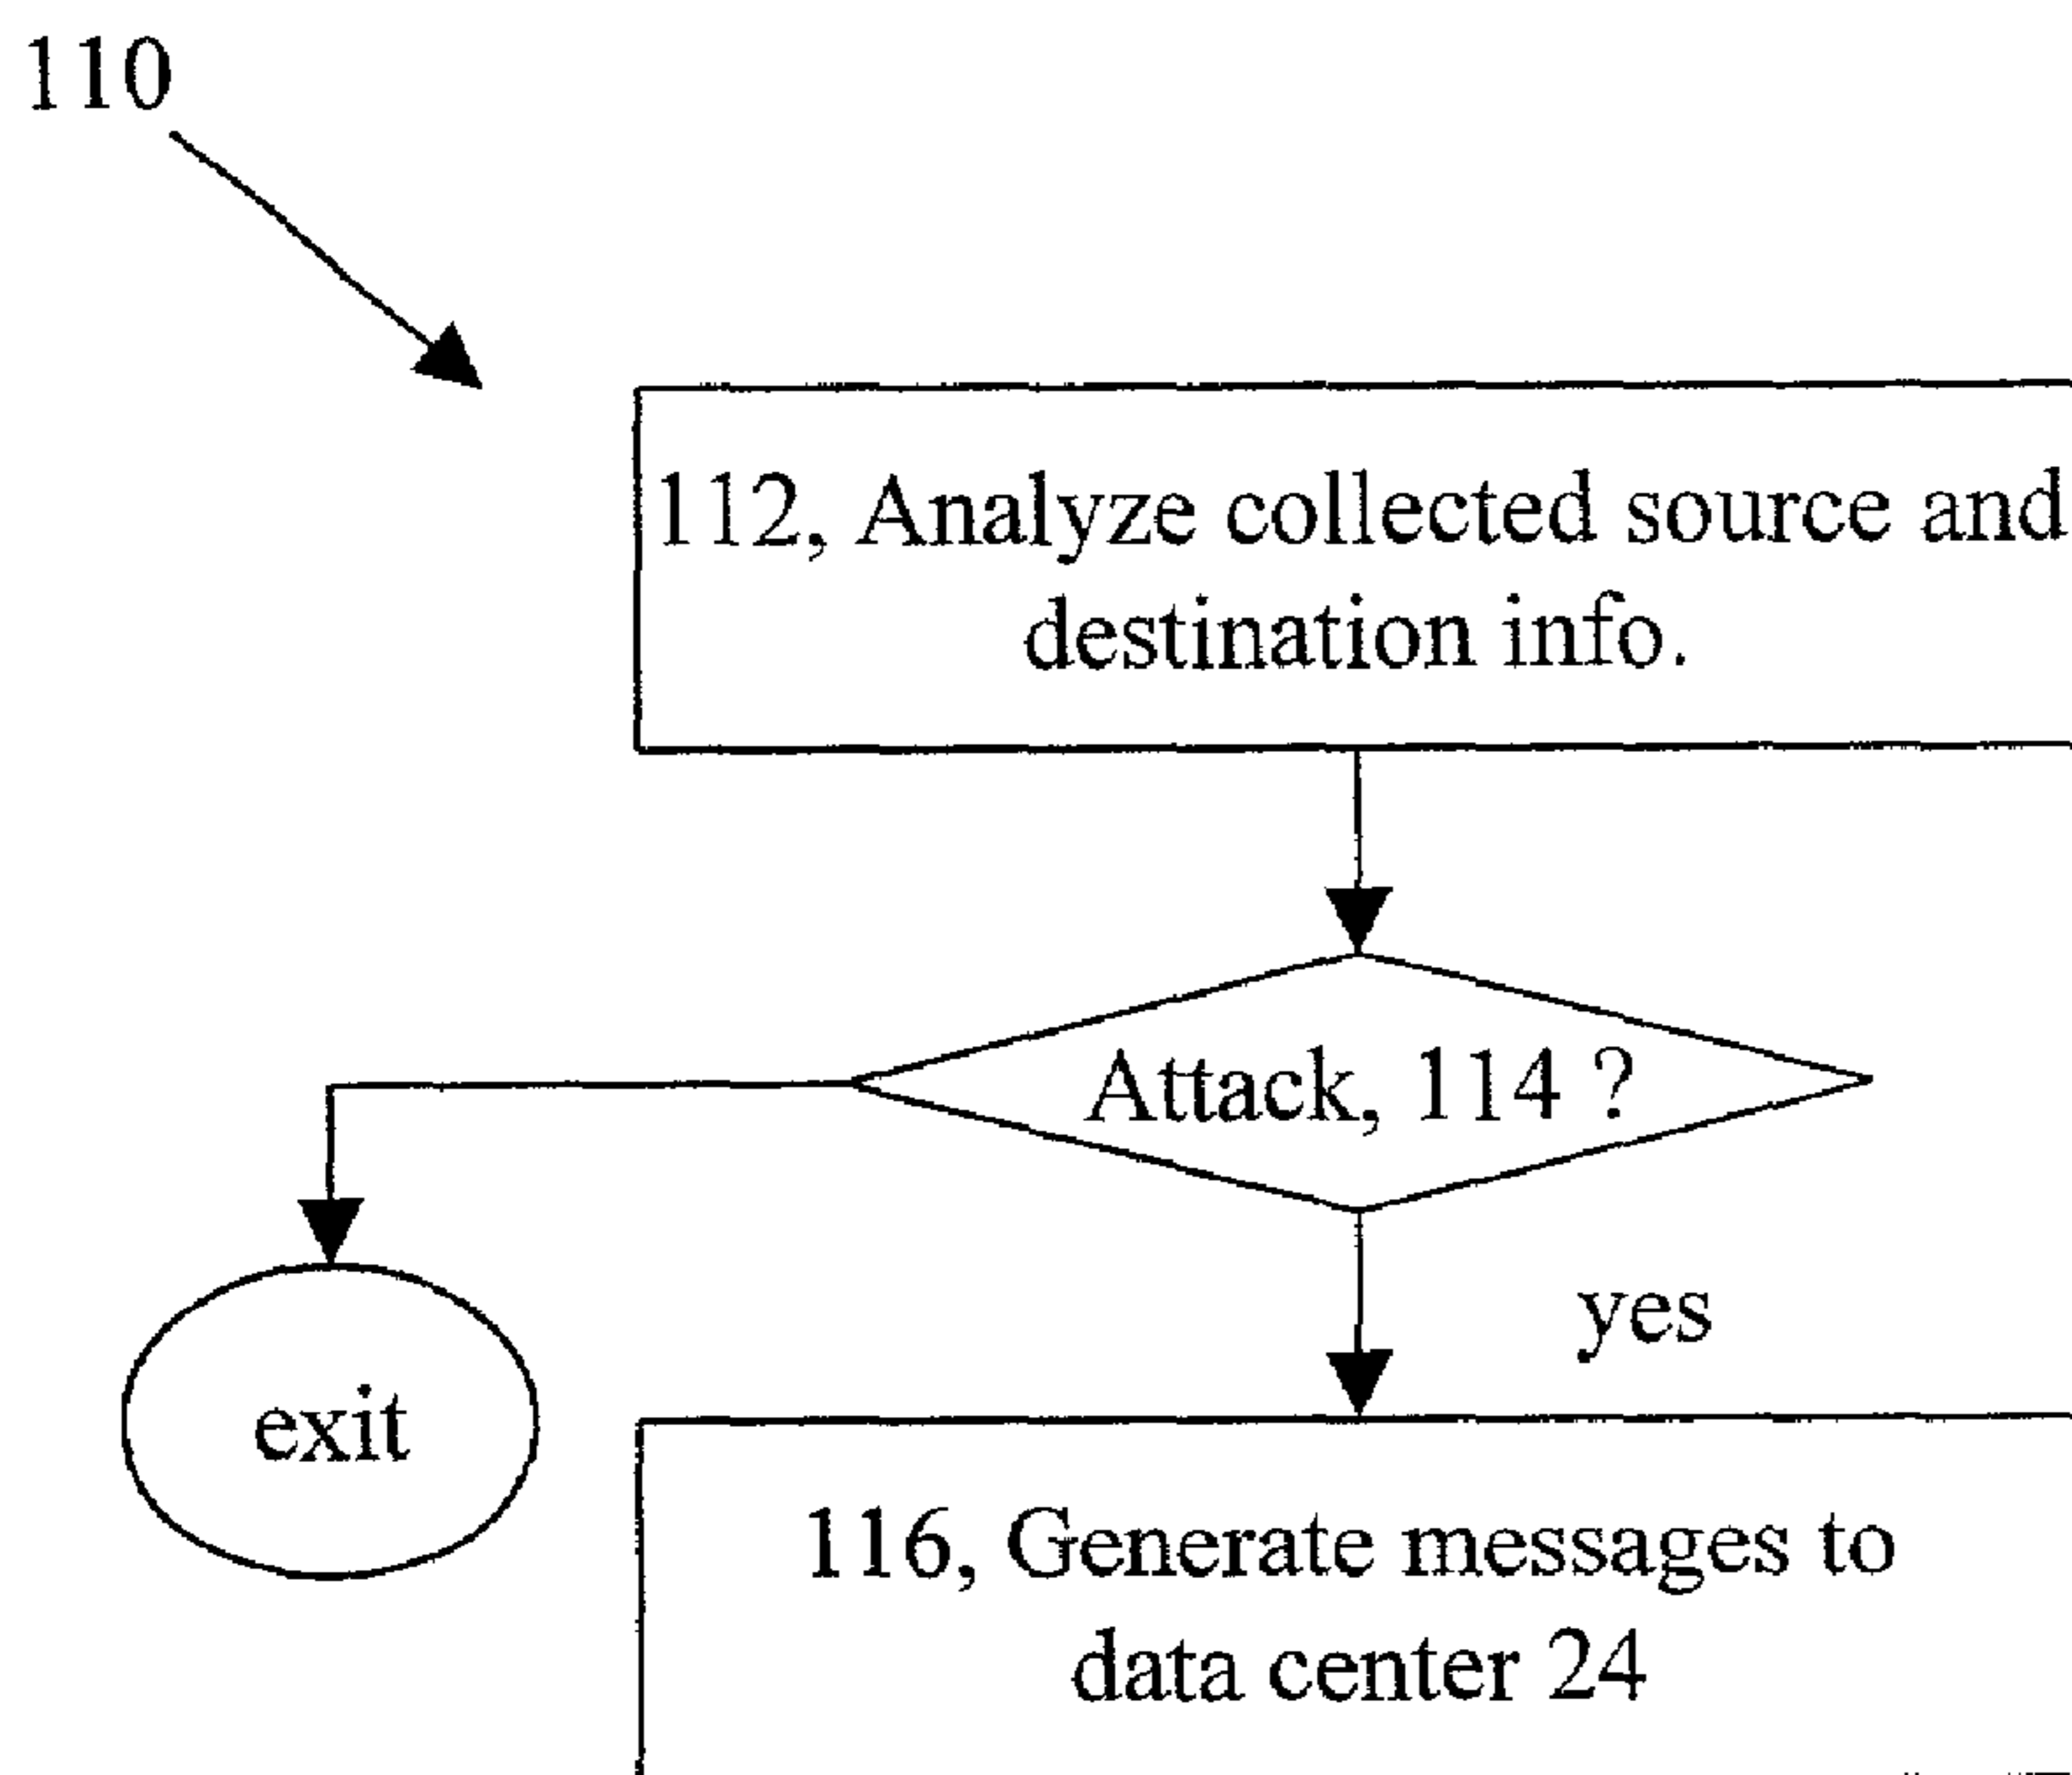 110
112, Analyze collected source and
destination info.
Attack, 114 ?
yes
exit
116, Generate messages to
data center 24